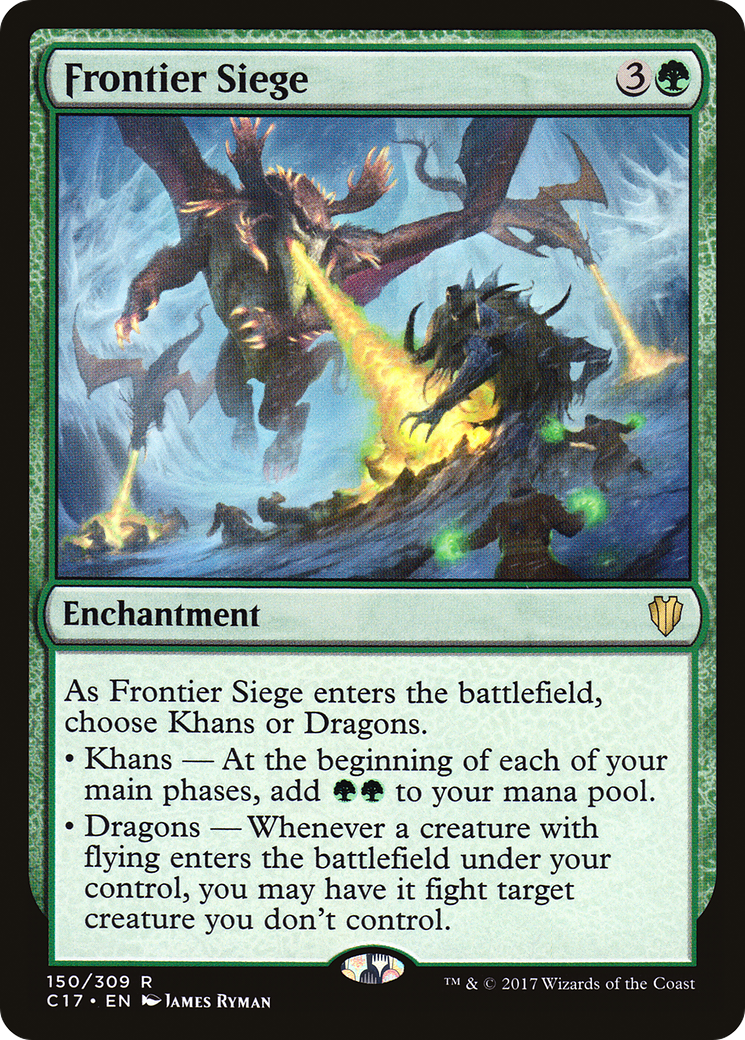 Frontier Siege 3
Enchantment
As Frontier Siege enters the battlefield,
choose Khans or Dragons.
• Khans — At the beginning of each of your
main phases, add to your mana pool.
• Dragons — Whenever a creature with
flying enters the battlefield under your
control, you may have it fight target
creature you don't control.
150/309 R
C17 • EN JAMES RYMAN
™ & © 2017 Wizards of the Coast